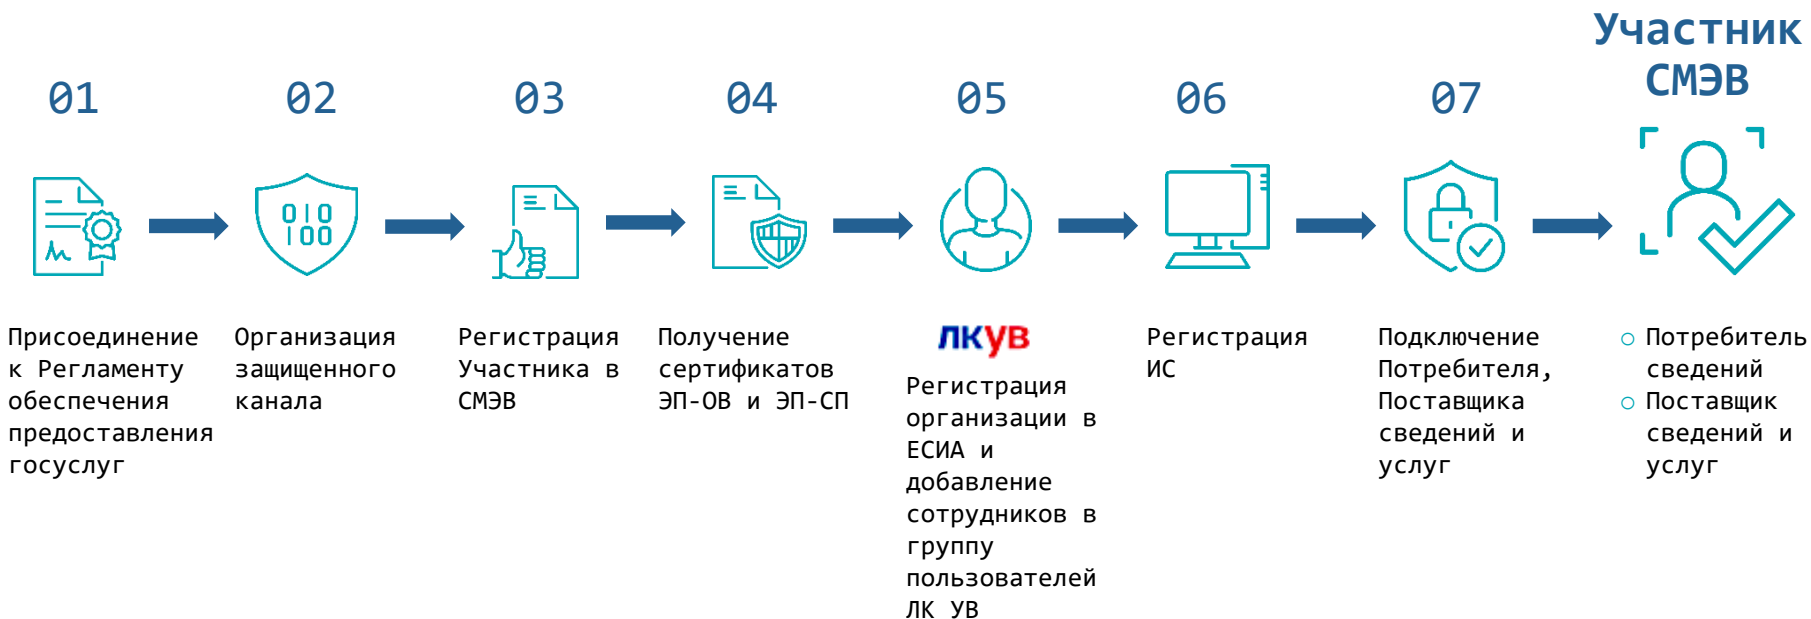 Участник
СМЭВ
01
02
03
04
05
06
07
010
100
Присоединение
к Регламенту
обеспечения
предоставления
госуслуг
Организация
защищенного
канала
Регистрация
Участника в
СМЭВ
Получение
сертификатов
ЭП-ОВ и ЭП-СП
лкув
Регистрация
организации в
ЕСИА и
добавление
сотрудников в
группу
пользователей
ЛК УВ
Регистрация
ИС
Подключение
Потребителя,
Поставщика
сведений и
услуг
Потребитель
сведений
Поставщик
сведений и
услуг